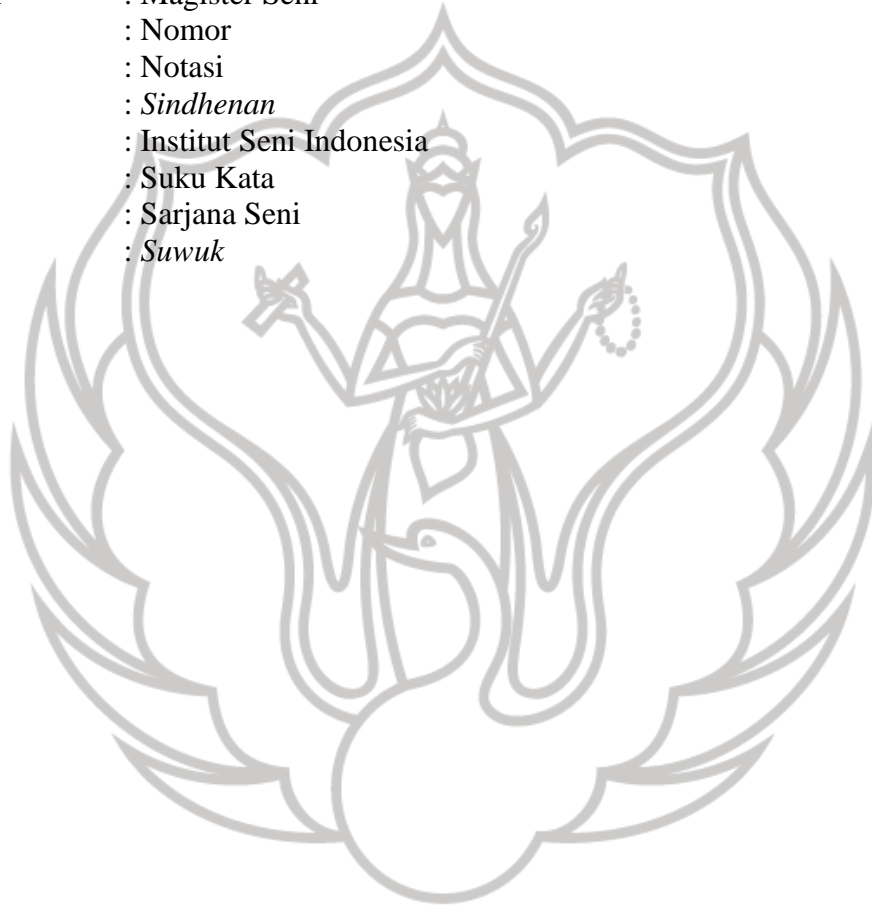 : Magister Seni
: Nomor
: Notasi
: Sindhenan
: Institut Seni Indonesia
: Suku Kata
: Sarjana Seni
: Suwuk